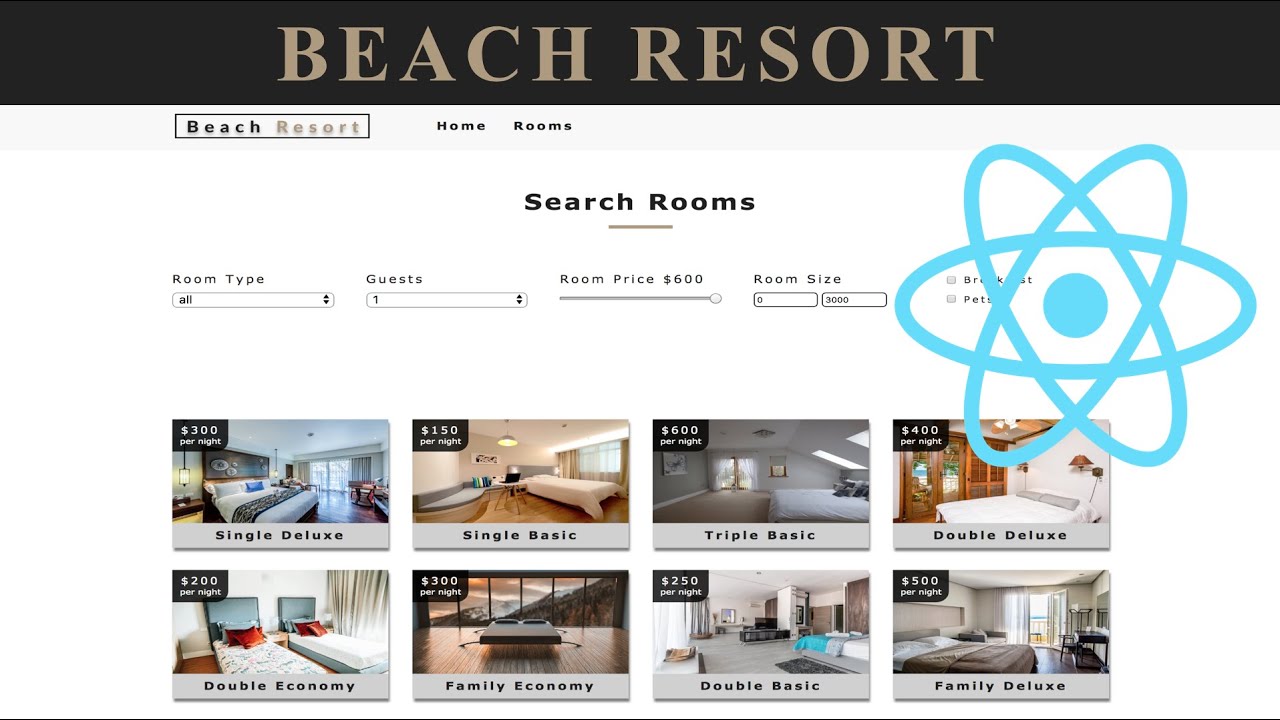 BEACH RESORT
Beach Resort
Home Rooms
Search Rooms
Room Type Guests Room Price $600 Room Size
all 1 0 3000
Pets
$300 $150 $600 $400
per night per night per night per night
Single Deluxe Single Basic Triple Basic Double Deluxe
$200 $300 $250 $500
per night per night per night per night
Double Economy Family Economy Double Basic Family Deluxe